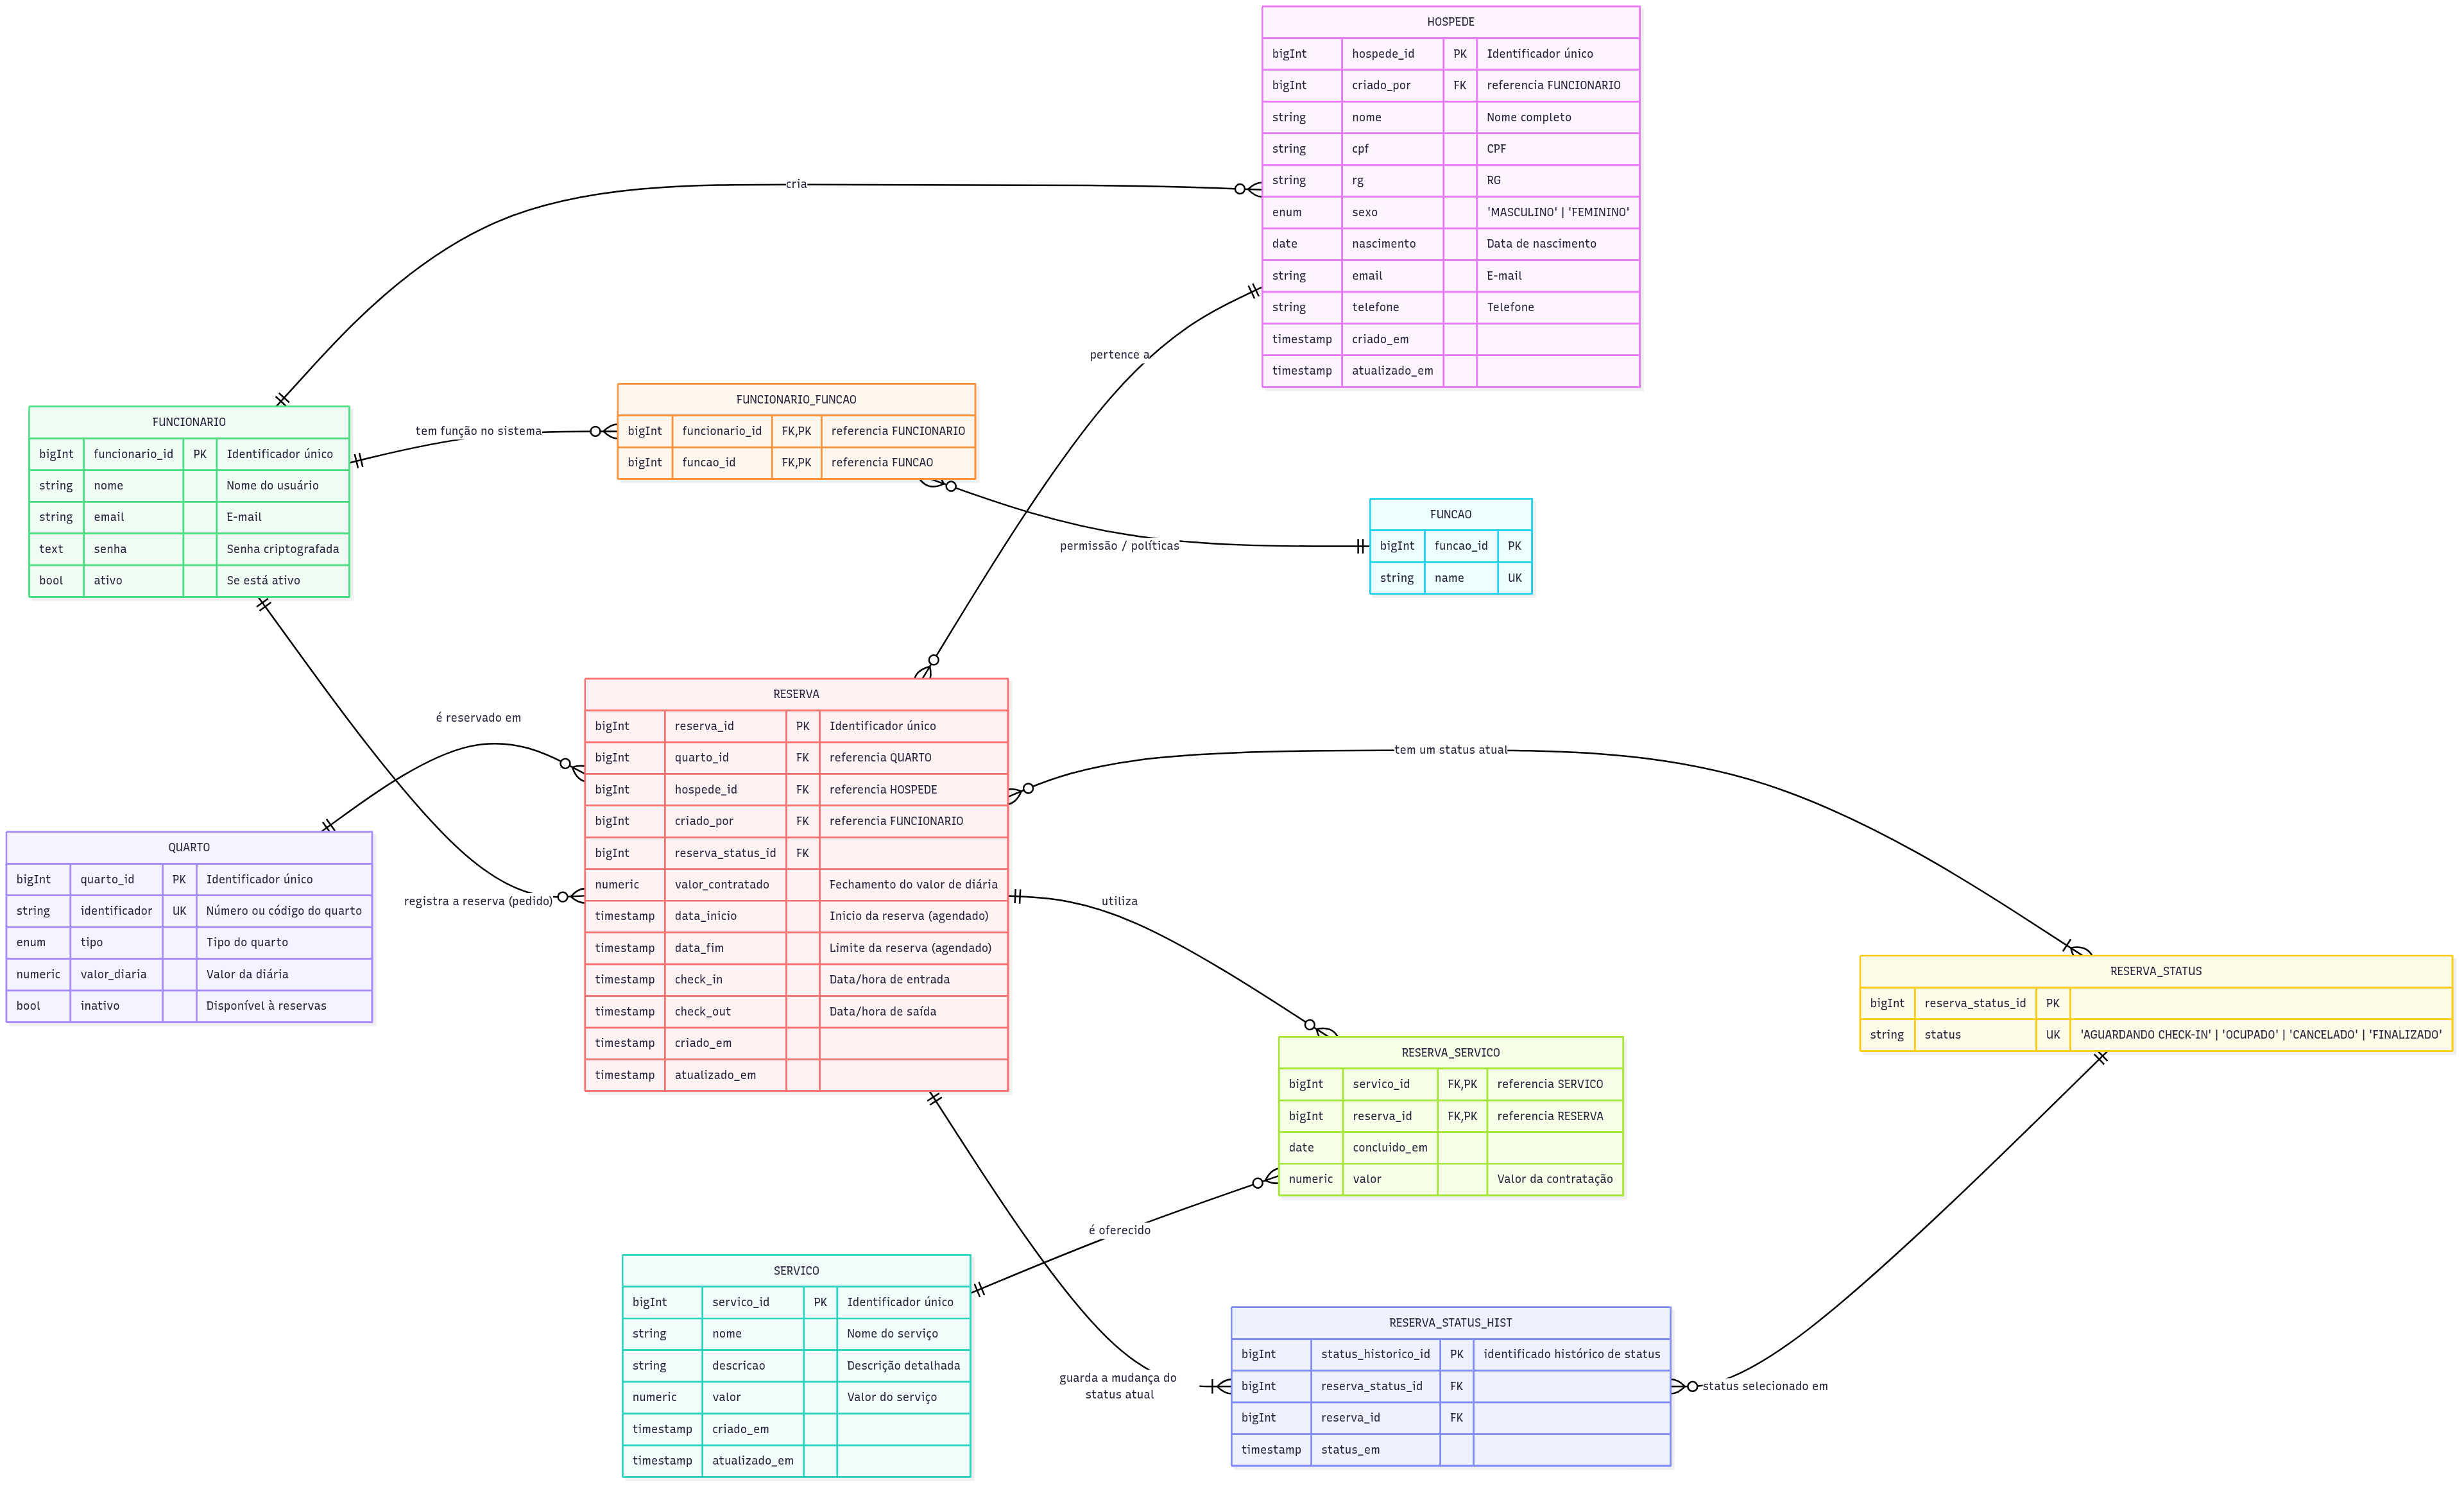 HOSPEDE
bigInt hospede_id PK Identificador único
bigInt criado_por FK referencia FUNCIONARIO
string nome Nome completo
string cpf CPF
string rg RG
enum sexo 'MASCULINO' | 'FEMININO'
date nascimento Data de nascimento
string email E-mail
string telefone Telefone
timestamp criado_em
timestamp atualizado_em
cria
pertence a
FUNCIONARIO
bigInt funcionario_id PK Identificador único
string nome Nome do usuário
string email E-mail
text senha Senha criptografada
bool ativo Se está ativo
tem função no sistema
FUNCIONARIO_FUNCAO
bigInt funcionario_id FK,PK referencia FUNCIONARIO
bigInt funcao_id FK,PK referencia FUNCAO
permissão / políticas
FUNCAO
bigInt funcao_id PK
string name UK
é reservado em
registra a reserva (pedido)
QUARTO
bigInt quarto_id PK Identificador único
string identificador UK Número ou código do quarto
enum tipo Tipo do quarto
numeric valor_diaria Valor da diária
bool inativo Disponível à reservas
RESERVA
bigInt reserva_id PK Identificador único
bigInt quarto_id FK referencia QUARTO
bigInt hospede_id FK referencia HOSPEDE
bigInt criado_por FK referencia FUNCIONARIO
bigInt reserva_status_id FK
numeric valor_contratado Fechamento do valor de diária
timestamp data_inicio Inicio da reserva (agendado)
timestamp data_fim Limite da reserva (agendado)
timestamp check_in Data/hora de entrada
timestamp check_out Data/hora de saída
timestamp criado_em
timestamp atualizado_em
tem um status atual
utiliza
RESERVA_STATUS
bigInt reserva_status_id PK
string status UK 'AGUARDANDO CHECK-IN' | 'OCUPADO' | 'CANCELADO' | 'FINALIZADO'
RESERVA_SERVICO
bigInt servico_id FK,PK referencia SERVICO
bigInt reserva_id FK,PK referencia RESERVA
date concluido_em
numeric valor Valor da contratação
é oferecido
SERVICO
bigInt servico_id PK Identificador único
string nome Nome do serviço
string descricao Descrição detalhada
numeric valor Valor do serviço
timestamp criado_em
timestamp atualizado_em
guarda a mudança do
status atual
RESERVA_STATUS_HIST
bigInt status_historico_id PK identificado histórico de status
bigInt reserva_status_id FK
bigInt reserva_id FK
timestamp status_em
status selecionado em